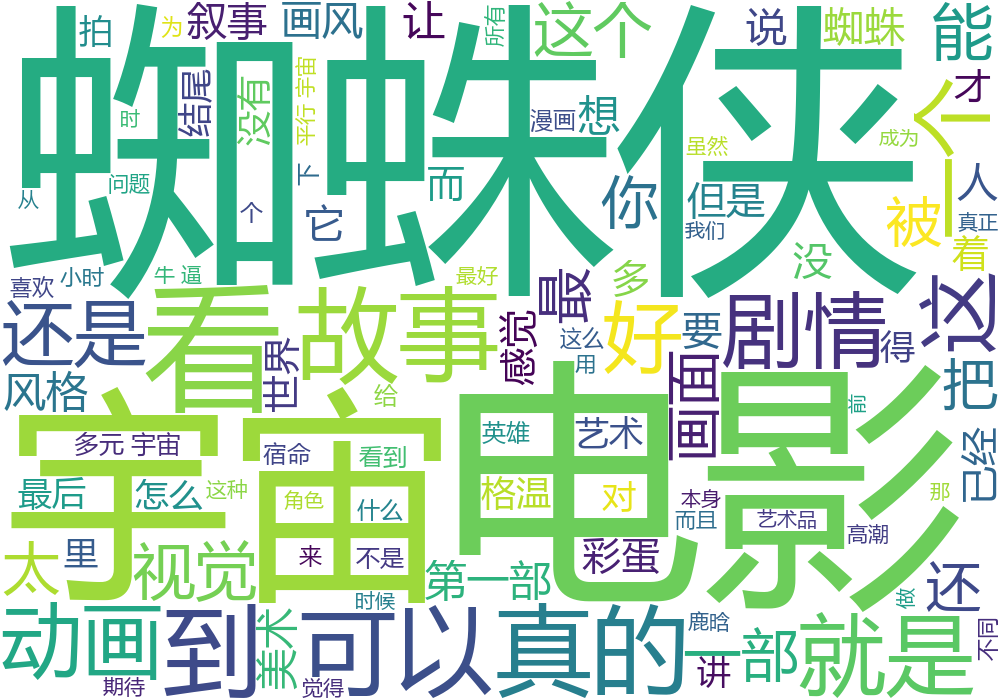 蜘蛛侠
宇宙
电影
看
故事
动画
到
可以
真的
一部
就是
剧情
画面
视觉
还是
风格
世界
好
这
一个
这个
能
让
画风
叙事
拍
为
所有
说
蜘蛛
才
结尾
没有
平行 宇宙
漫画
想
虽然
成为
时
问题
从
下
个
它
而
你
但是
我们
被
人
真正
着
喜欢
小时
牛 逼
最好
最
多
没
感觉
这么
用
要
得
把
给
多元 宇宙
宿命
看到
英雄
艺术
前
已经
最后
怎么
这种
角色
什么
格温
对
本身
而且
艺术品
高潮
那
太
里
来
不是
彩蛋
第一部
时候
还
做
美术
鹿晗
讲
不同
期待
觉得